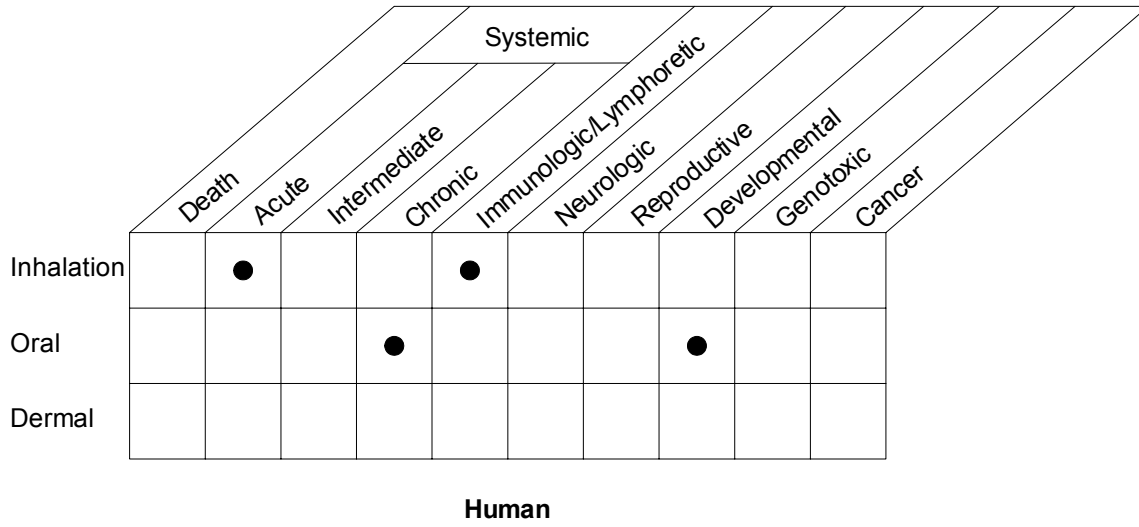 Systemic
Death
Acute
Intermediate
Chronic
Immunologic/Lymphoretic
Neurologic
Reproductive
Developmental
Genotoxic
Cancer
Inhalation
Oral
Dermal
Human